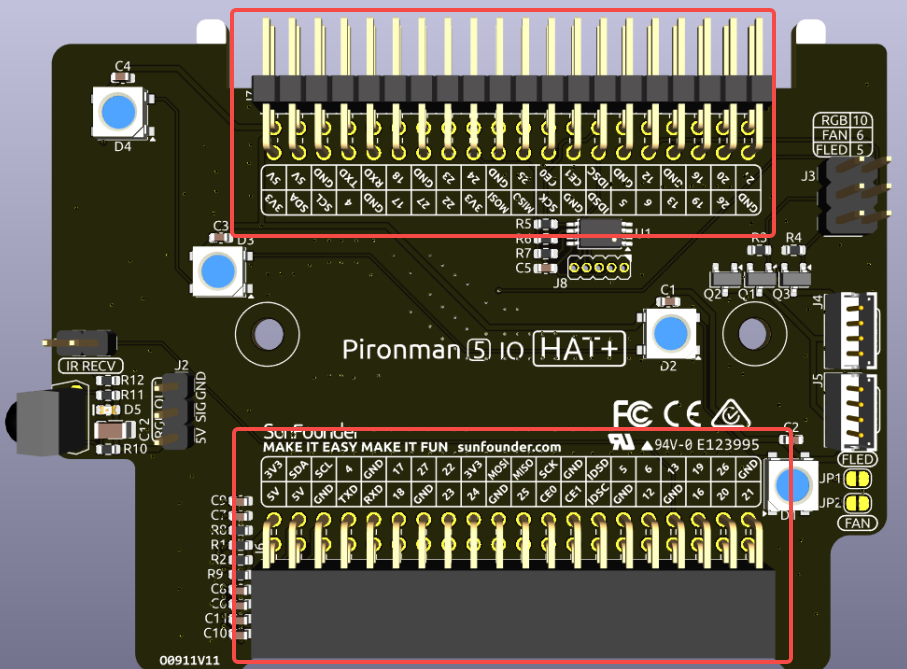 C4
J7
D4
RGB 10
FAN 6
FLED 5
J3
5V 5V GND TXD RXD 18 GND 23 24 GND 25 CE0 CE1 IDSC GND 12 GND 16 20 21
3V3 SDA SCL 4 GND 17 27 22 3V3 MOSI MISO SCK GND IDSD 5 6 13 19 26 GND
C3
D3
R5
R6
R7
C5
U1
J8
R3
R4
Q2
Q1
Q3
C1
D2
J4
J5
Pironman 5 IO HAT+
IR RECV
R12
R11
D5
C12
R10
J2
5V SIG GND
FC CE
94V-0 E123995
C2
SunFounder
MAKE IT EASY MAKE IT FUN sunfounder.com
3V3 SDA SCL 4 GND 17 27 22 3V3 MOSI MISO SCK GND IDSD 5 6 13 19 26 GND
5V 5V GND TXD RXD 18 GND 23 24 GND 25 CE0 CE1 IDSC GND 12 GND 16 20 21
FLED
JP1
JP2
FAN
D1
C9
C7
R8
R1
R2
R9
C8
C6
C11
C10
J6
O0911V11